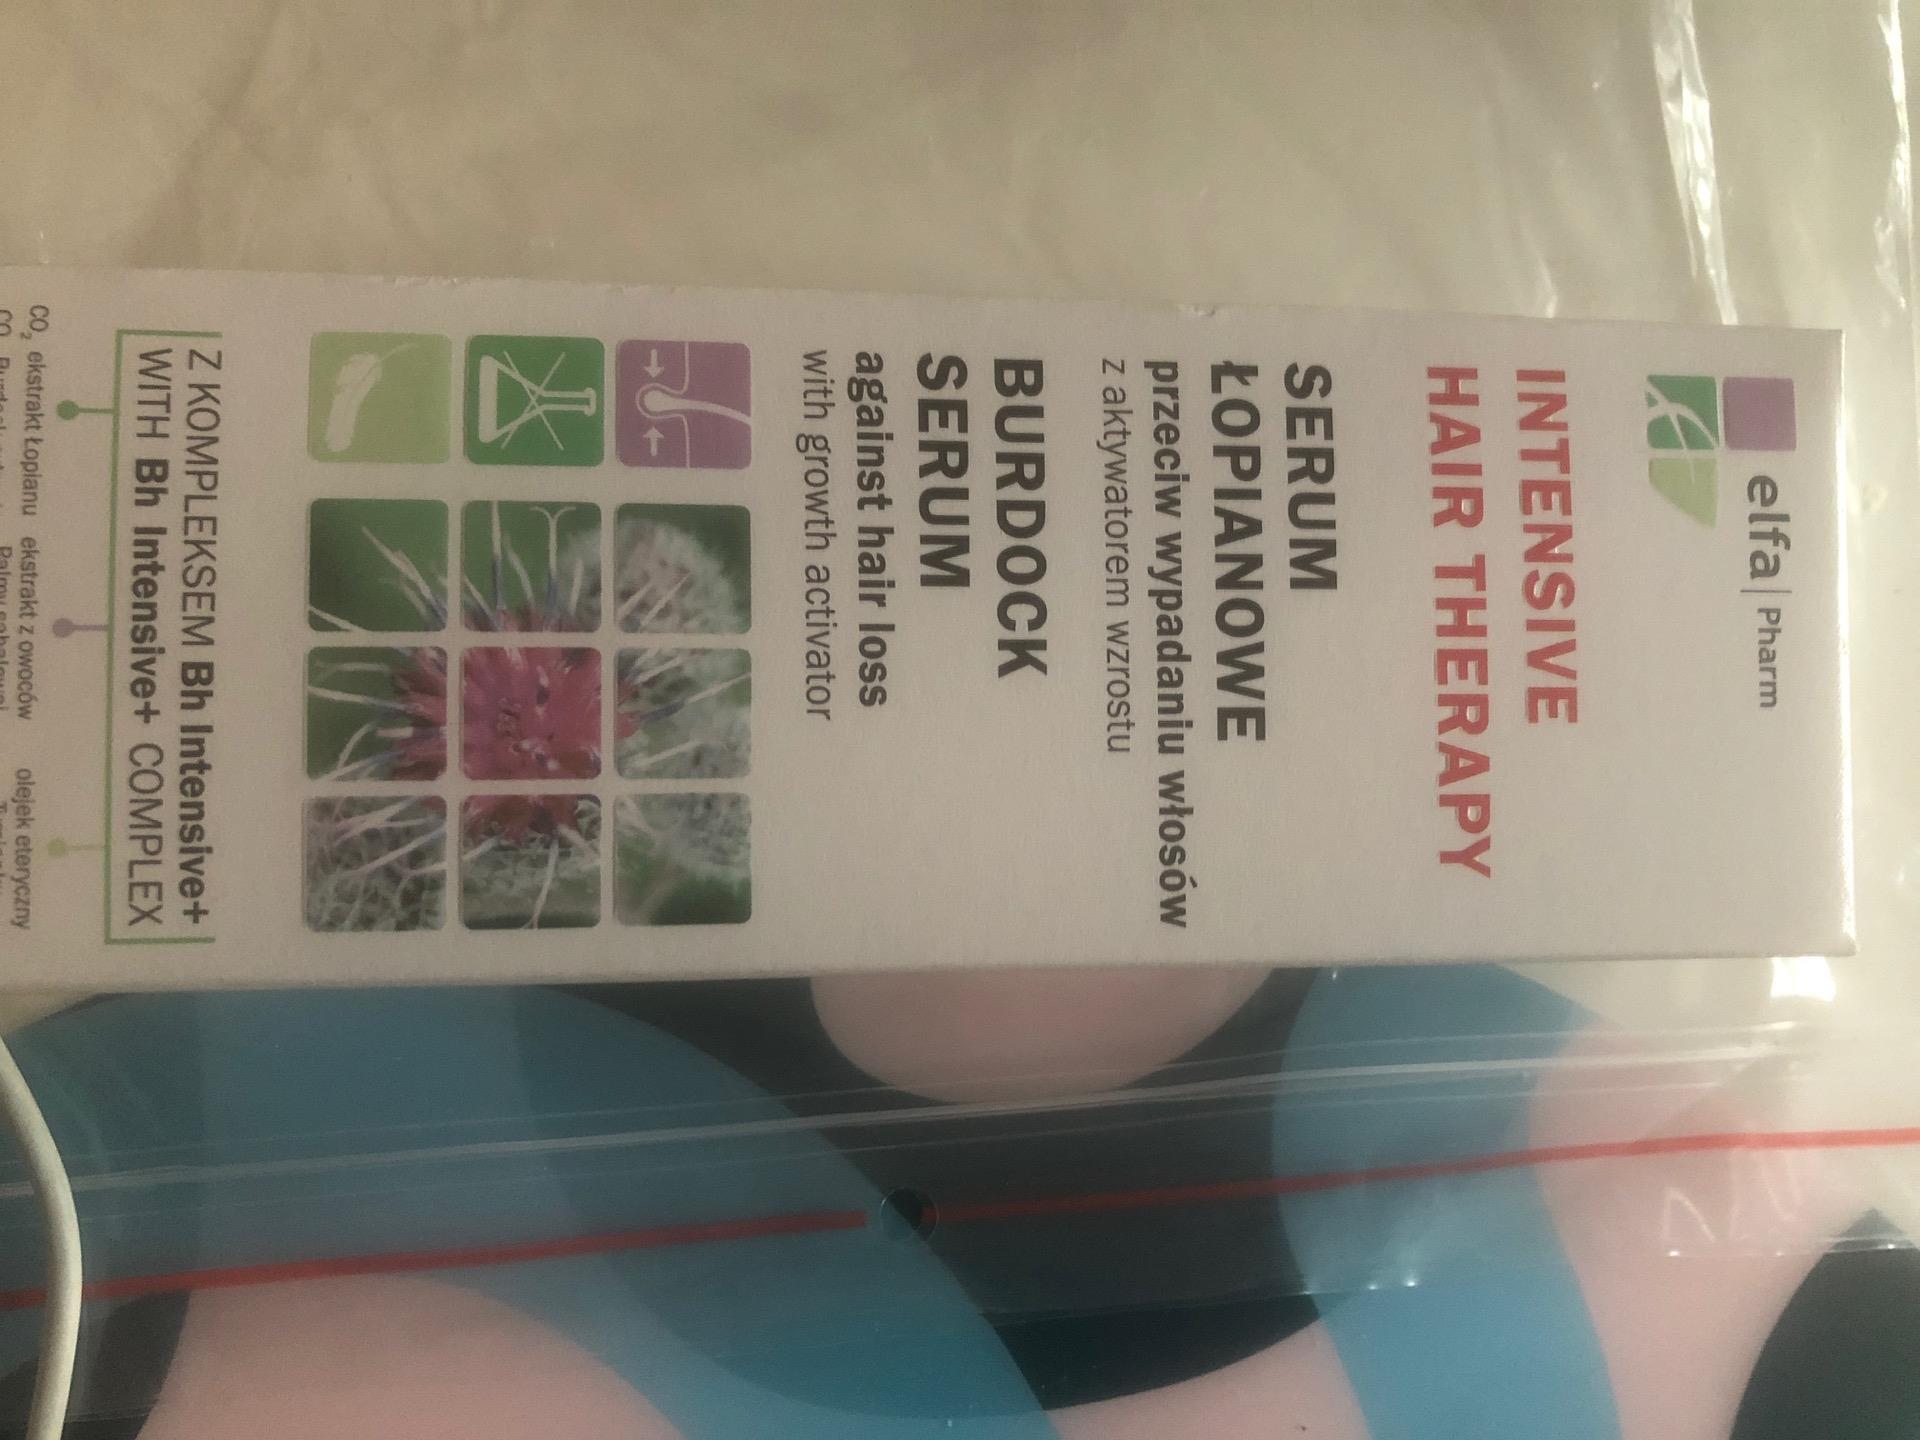 elfa | Pharm
INTENSIVE
HAIR THERAPY
SERUM
ŁOPIANOWE
przeciw wypadaniu włosów
z aktywatorem wzrostu
BURDOCK
SERUM
against hair loss
with growth activator
Z KOMPLEKSEM Bh Intensive+
WITH Bh Intensive+ COMPLEX
CO₂ ekstrakt Łopianu
ekstrakt z owoców
olejek eteryczny